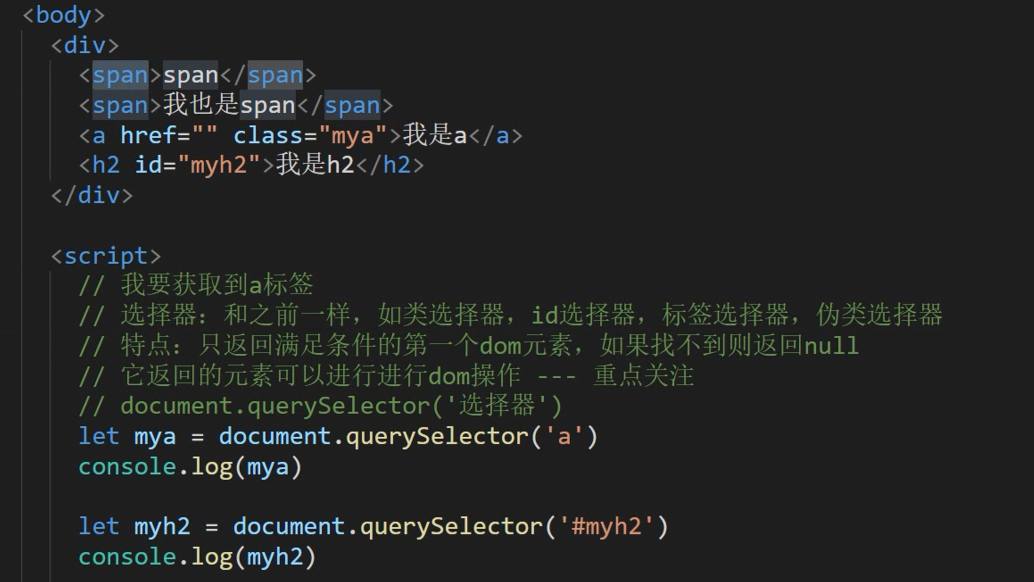 <body>
<div>
<span>span</span>
<span>我也是span</span>
<a href="" class="mya">我是a</a>
<h2 id="myh2">我是h2</h2>
</div>
<script>
// 我要获取到a标签
// 选择器：和之前一样，如类选择器，id选择器，标签选择器，伪类选择器
// 特点：只返回满足条件的第一个dom元素，如果找不到则返回null
// 它返回的元素可以进行进行dom操作 --- 重点关注
// document.querySelector('选择器')
let mya = document.querySelector('a')
console.log(mya)
let myh2 = document.querySelector('#myh2')
console.log(myh2)